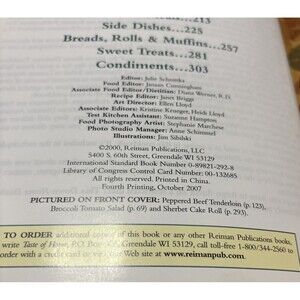 213
Side Dishes—225
Breads, Rolls & Muffins—257
Sweet Treats—281
Condiments—303
Editor: Julie Schnittka
Food Editor: Janaan Cunningham
Associate Food Editor/Dietitian: Diana Werner, R.D.
Recipe Editor: Janet Briggs
Art Director: Ellen Lloyd
Associate Editors: Kristine Krueger, Heidi Lloyd
Test Kitchen Assistant: Suzanne Hampton
Food Photography Artist: Stephanie Marchese
Photo Studio Manager: Anne Schimmel
Illustrations: Jim Sibilski
©2000, Reiman Publications, LLC
5400 S. 60th Street, Greendale WI 53129
International Standard Book Number 0-89821-292-8
Library of Congress Control Card Number: 00-132685
All rights reserved. Printed in China.
Fourth Printing, October 2007
PICTURED ON FRONT COVER: Peppered Beef Tenderloin (p.123),
Broccoli Tomato Salad (p. 69) and Sherbet Cake Roll (p. 293).
TO ORDER additional copies of this book or any other Reiman Publications books,
write Taste of Home, P.O. Box Greendale WI 53129, call toll-free 1-800/344-2560 to
order with a credit card or visit our Web site at www.reimanpub.com.